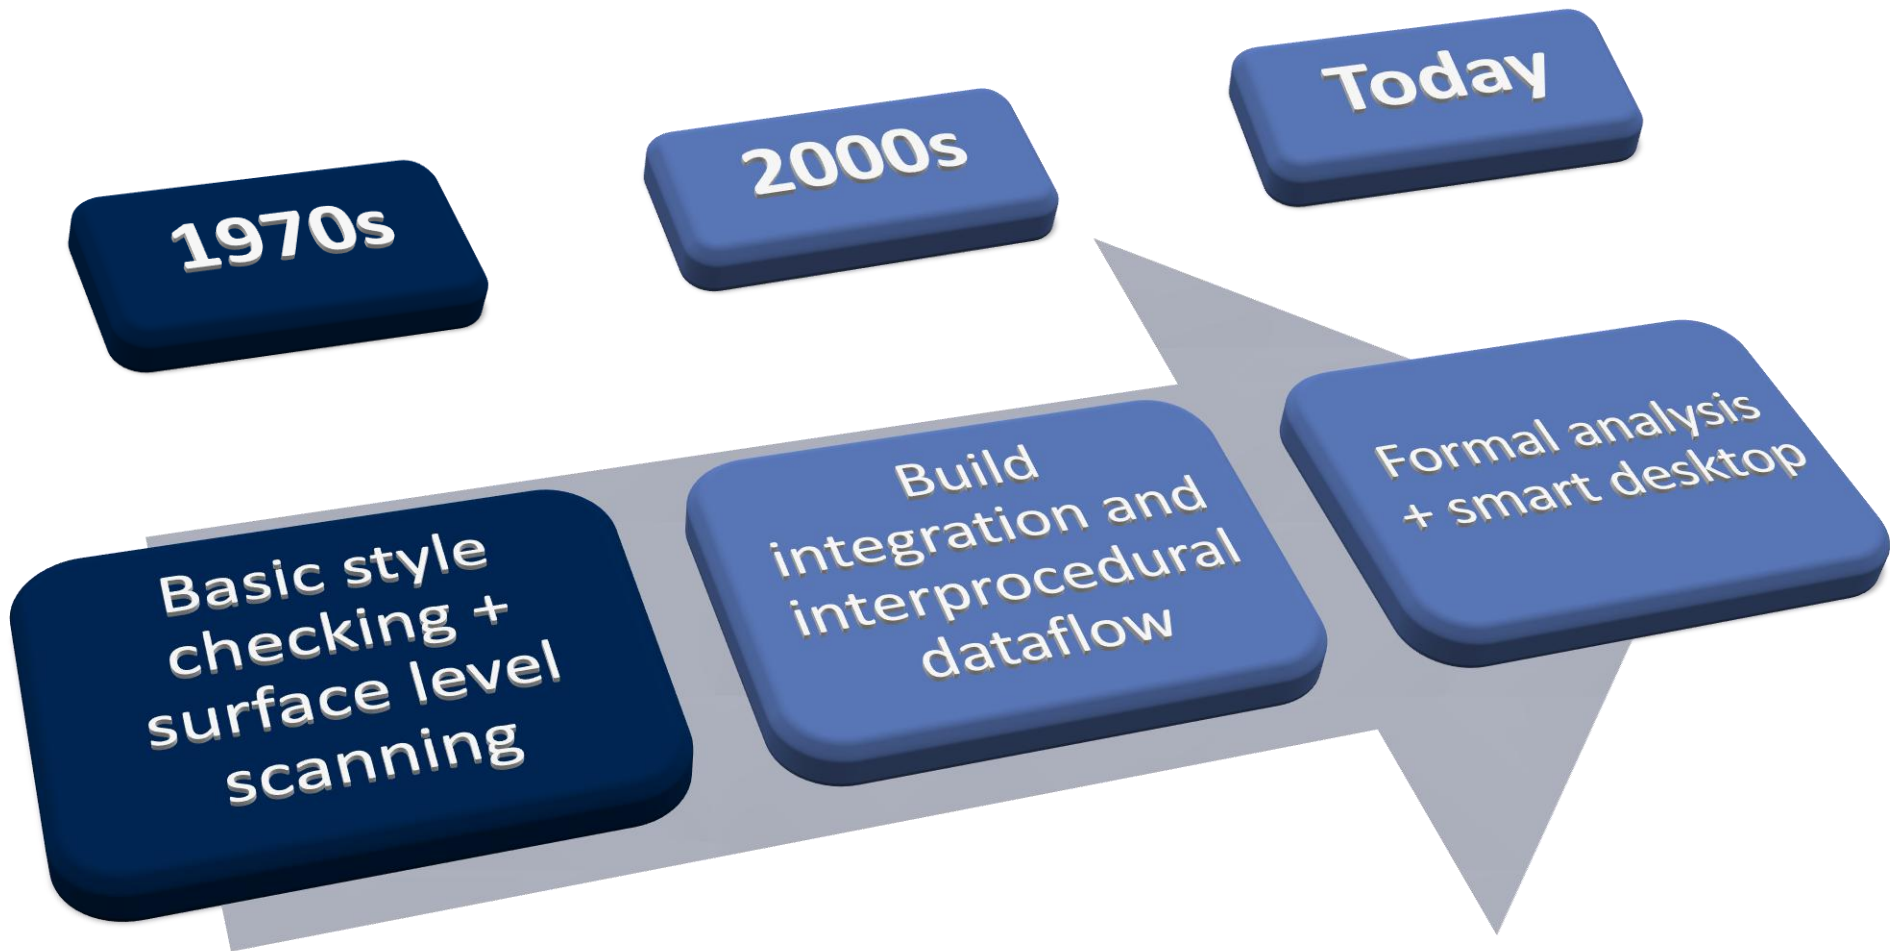 1970s
2000s
Today
Basic style
checking +
surface level
scanning
Build
integration and
interprocedural
dataflow
Formal analysis
+ smart desktop